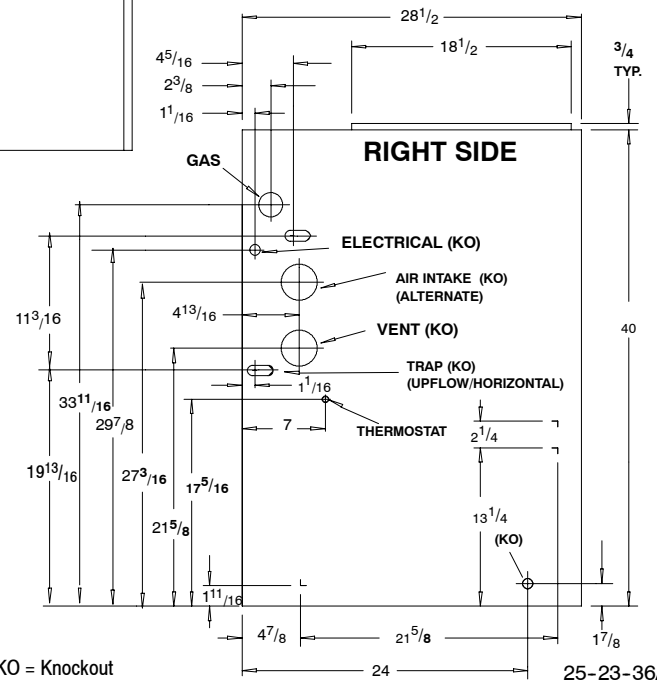 28 1/2
18 1/2
3/4
TYP.
4 5/16
2 3/8
1 1/16
RIGHT SIDE
GAS
ELECTRICAL (KO)
AIR INTAKE (KO)
(ALTERNATE)
4 13/16
VENT (KO)
11 3/16
40
TRAP (KO)
(UPFLOW/HORIZONTAL)
1 1/16
33 11/16
29 7/8
7
THERMOSTAT
2 1/4
19 13/16
27 3/16
17 5/16
21 5/8
13 1/4
(KO)
1 11/16
4 7/8
21 5/8
1 7/8
24
KO = Knockout